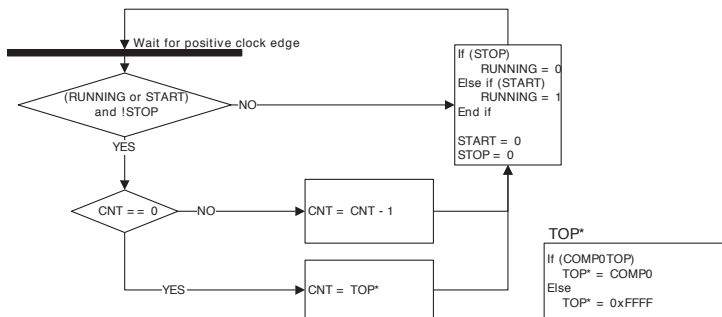 Wait for positive clock edge
(RUNNING or START)
and !STOP
NO
YES
If (STOP)
RUNNING = 0
Else if (START)
RUNNING = 1
End if
START = 0
STOP = 0
CNT == 0
NO
CNT = CNT - 1
YES
CNT = TOP*
TOP*
If (COMP0TOP)
TOP* = COMP0
Else
TOP* = 0xFFFF